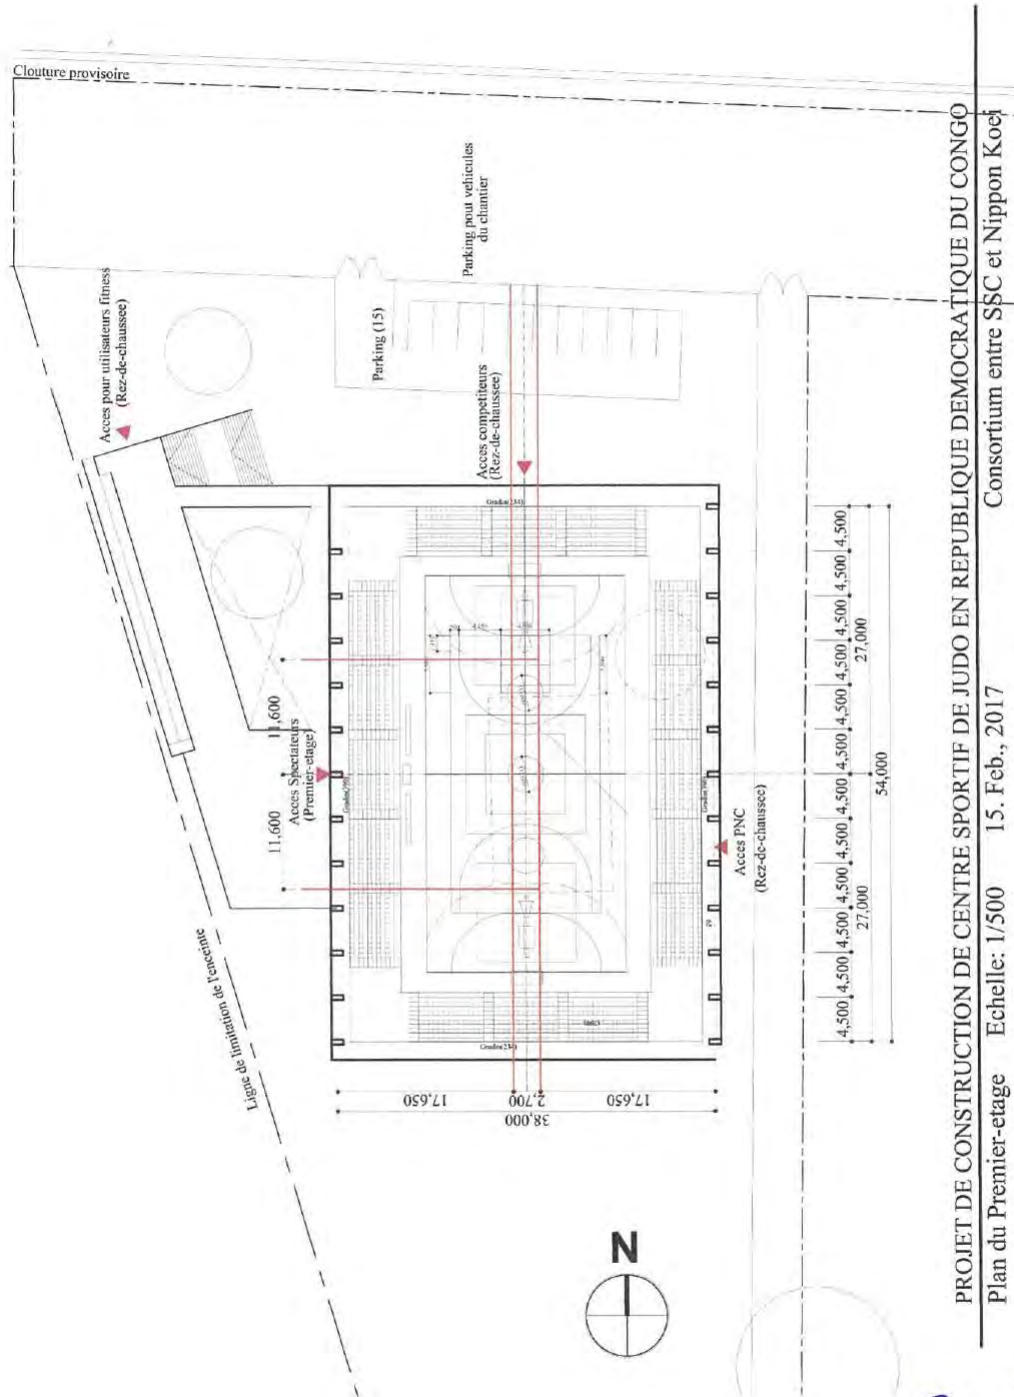 Clouture provisoire
Acces pour utilisateurs fitness
(Rez-de-chaussee)
Parking pout vehicules
du chantier
Parking (15)
Acces competiteurs
(Rez-de-chaussee)
11,600
11,600
Acces Spectateurs
(Premier-etage)
Acces PNC
(Rez-de-chaussee)
Ligne de limitation de l'enceinte
4,500 4,500 4,500 4,500 4,500 4,500 4,500 4,500 4,500 4,500 4,500 4,500
27,000
27,000
54,000
17,650
2,700
17,650
38,000
N
PROJET DE CONSTRUCTION DE CENTRE SPORTIF DE JUDO EN REPUBLIQUE DEMOCRATIQUE DU CONGO
Plan du Premier-etage Echelle: 1/500 15. Feb., 2017 Consortium entre SSC et Nippon Koei